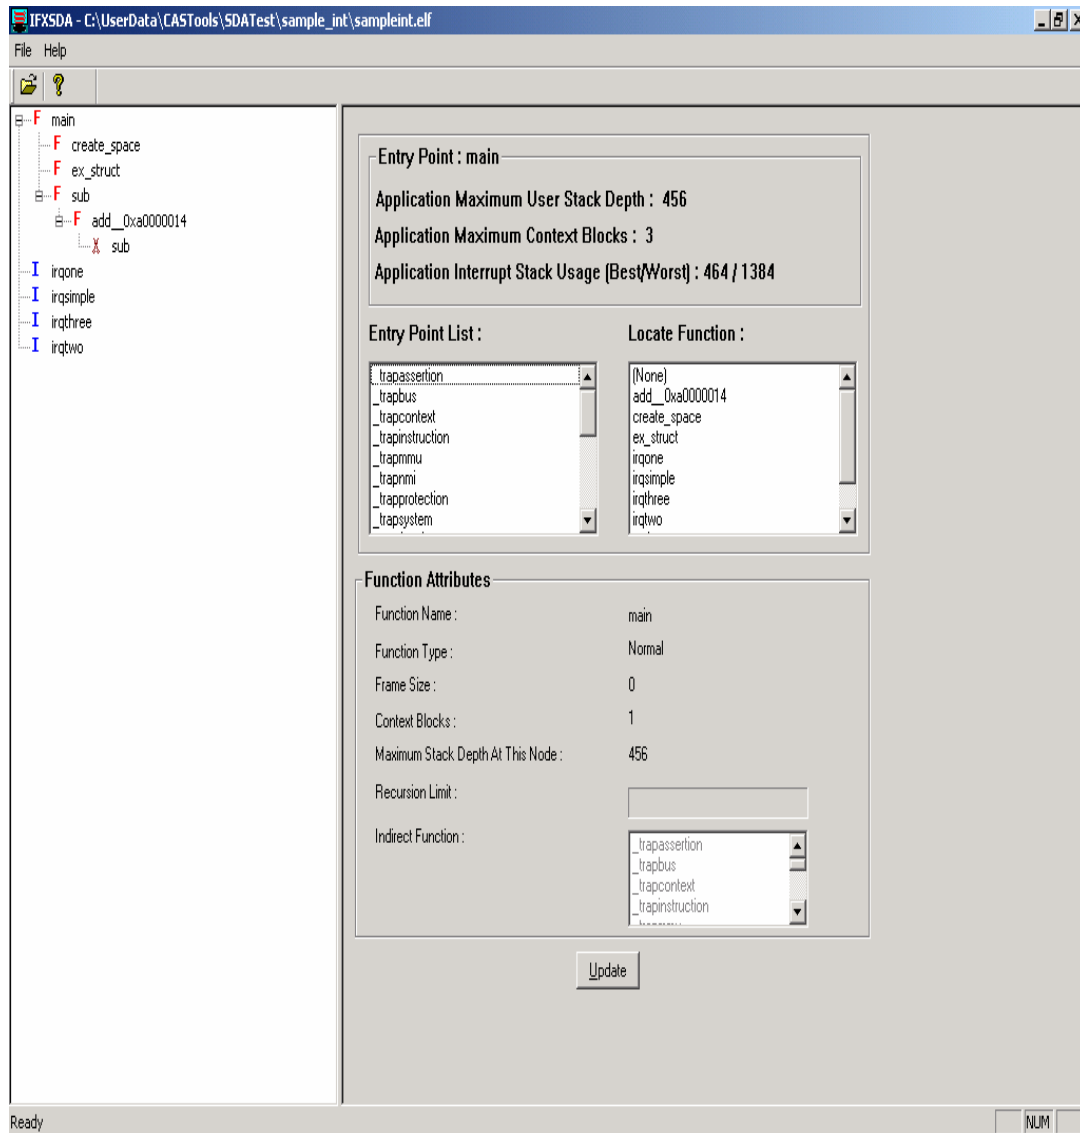 IFXSDA - C:\UserData\CASTools\SDATest\sample_int\sampleint.elf
File Help
F main
F create_space
F ex_struct
F sub
F add__0xa0000014
X sub
I irqone
I irqsimple
I irqthree
I irqtwo
Entry Point : main
Application Maximum User Stack Depth : 456
Application Maximum Context Blocks : 3
Application Interrupt Stack Usage (Best/Worst) : 464 / 1384
Entry Point List :
_trapassertion
_trapbus
_trapcontext
_trapinstruction
_trapmmu
_trapnmi
_trapprotection
_trapsystem
Locate Function :
(None)
add__0xa0000014
create_space
ex_struct
irqone
irqsimple
irqthree
irqtwo
Function Attributes
Function Name : main
Function Type : Normal
Frame Size : 0
Context Blocks : 1
Maximum Stack Depth At This Node : 456
Recursion Limit :
Indirect Function :
_trapassertion
_trapbus
_trapcontext
_trapinstruction
Update
Ready
NUM